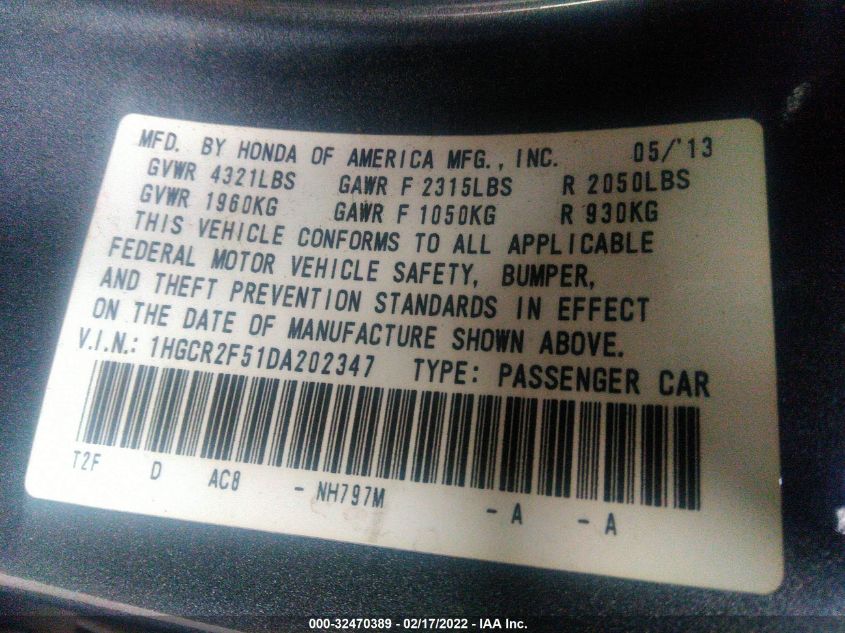 MFD. BY HONDA OF AMERICA MFG., INC. 05/'13
GVWR 4321LBS GAWR F 2315LBS R 2050LBS
GVWR 1960KG GAWR F 1050KG R 930KG
THIS VEHICLE CONFORMS TO ALL APPLICABLE
FEDERAL MOTOR VEHICLE SAFETY, BUMPER,
AND THEFT PREVENTION STANDARDS IN EFFECT
ON THE DATE OF MANUFACTURE SHOWN ABOVE.
V.I.N.: 1HGCR2F51DA202347 TYPE: PASSENGER CAR
T2F D AC8 - NH797M - A - A
000-32470389 - 02/17/2022 - IAA Inc.